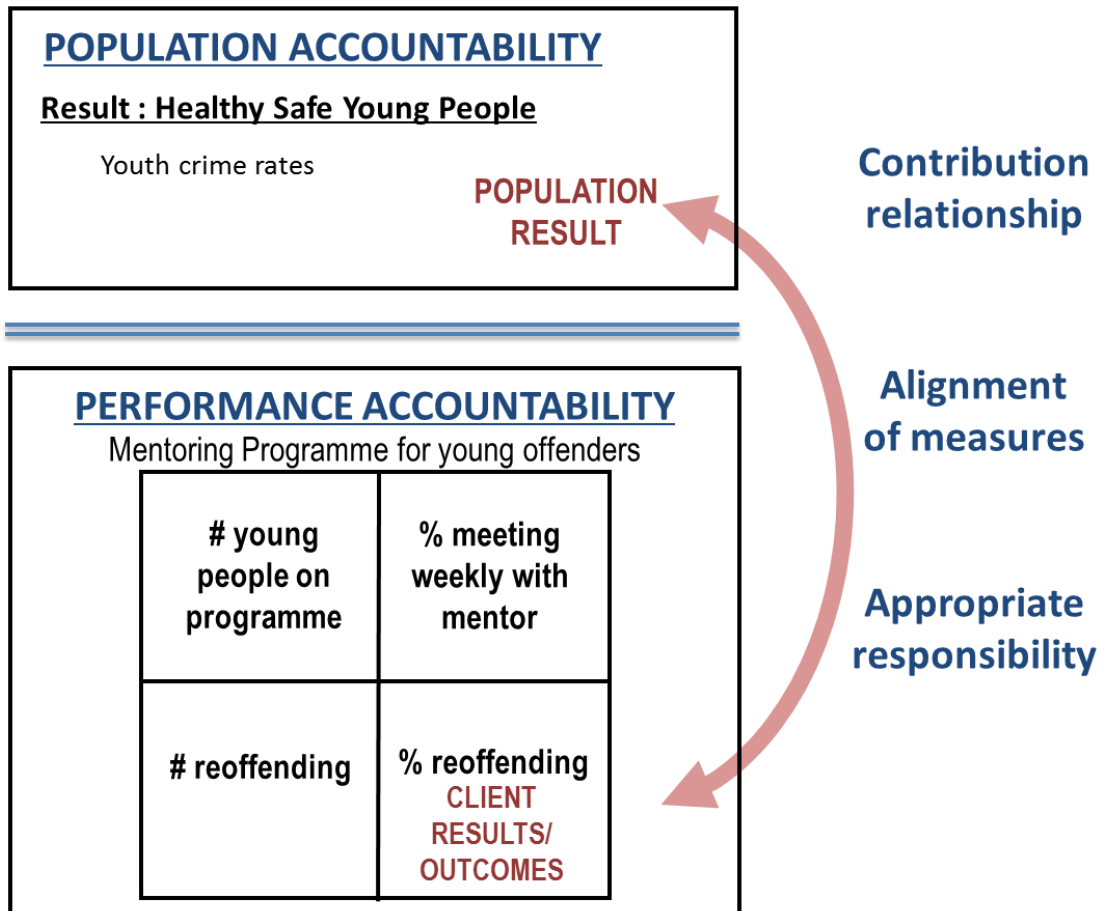 POPULATION ACCOUNTABILITY
Result : Healthy Safe Young People
Youth crime rates
POPULATION
RESULT
Contribution
relationship
Alignment
of measures
Appropriate
responsibility
PERFORMANCE ACCOUNTABILITY
Mentoring Programme for young offenders
# young
people on
programme
% meeting
weekly with
mentor
# reoffending
% reoffending
CLIENT
RESULTS/
OUTCOMES